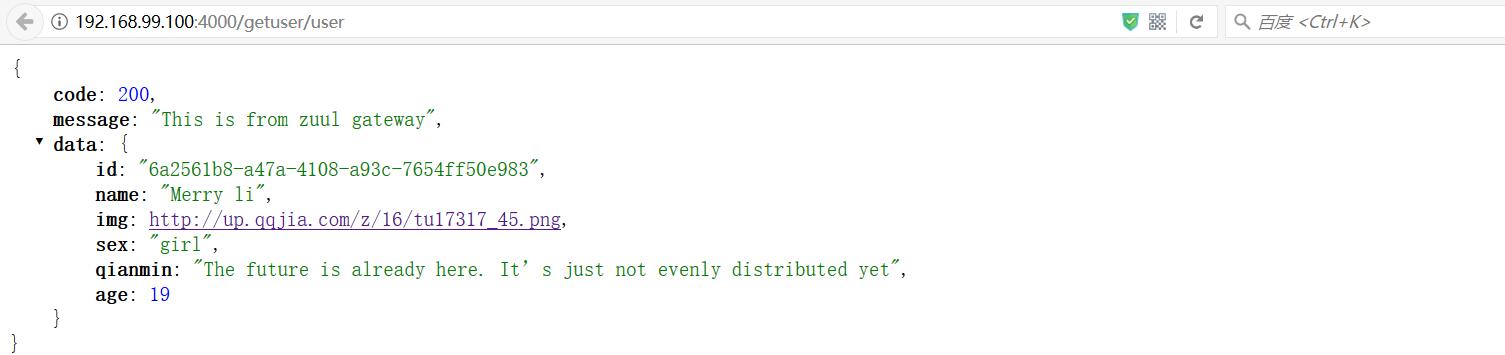 192.168.99.100:4000/getuser/user
百度 <Ctrl+K>
{
code: 200,
message: "This is from zuul gateway",
data: {
id: "6a2561b8-a47a-4108-a93c-7654ff50e983",
name: "Merry li",
img: http://up.qqjia.com/z/16/tu17317_45.png,
sex: "girl",
qianmin: "The future is already here. It’s just not evenly distributed yet",
age: 19
}
}